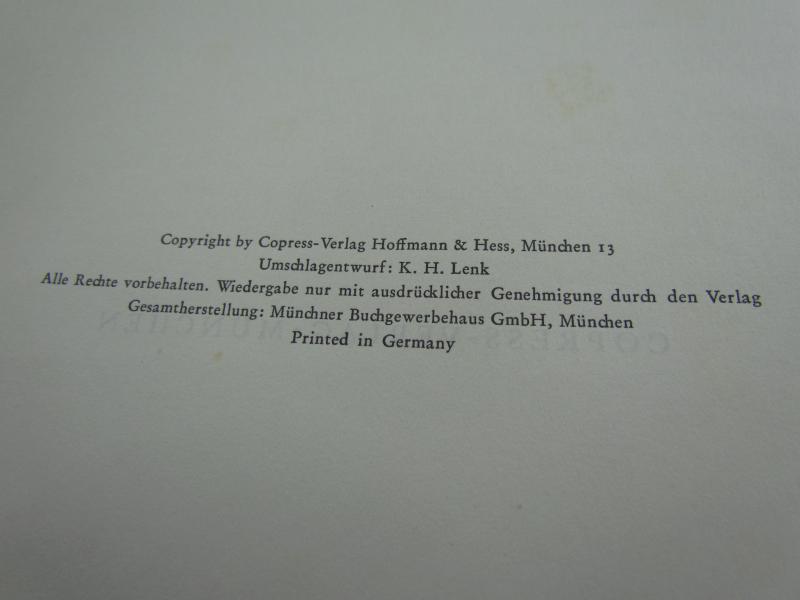 Copyright by Copress-Verlag Hoffmann & Hess, München 13
Umschlagentwurf: K. H. Lenk
Alle Rechte vorbehalten. Wiedergabe nur mit ausdrücklicher Genehmigung durch den Verlag
Gesamtherstellung: Münchner Buchgewerbehaus GmbH, München
Printed in Germany